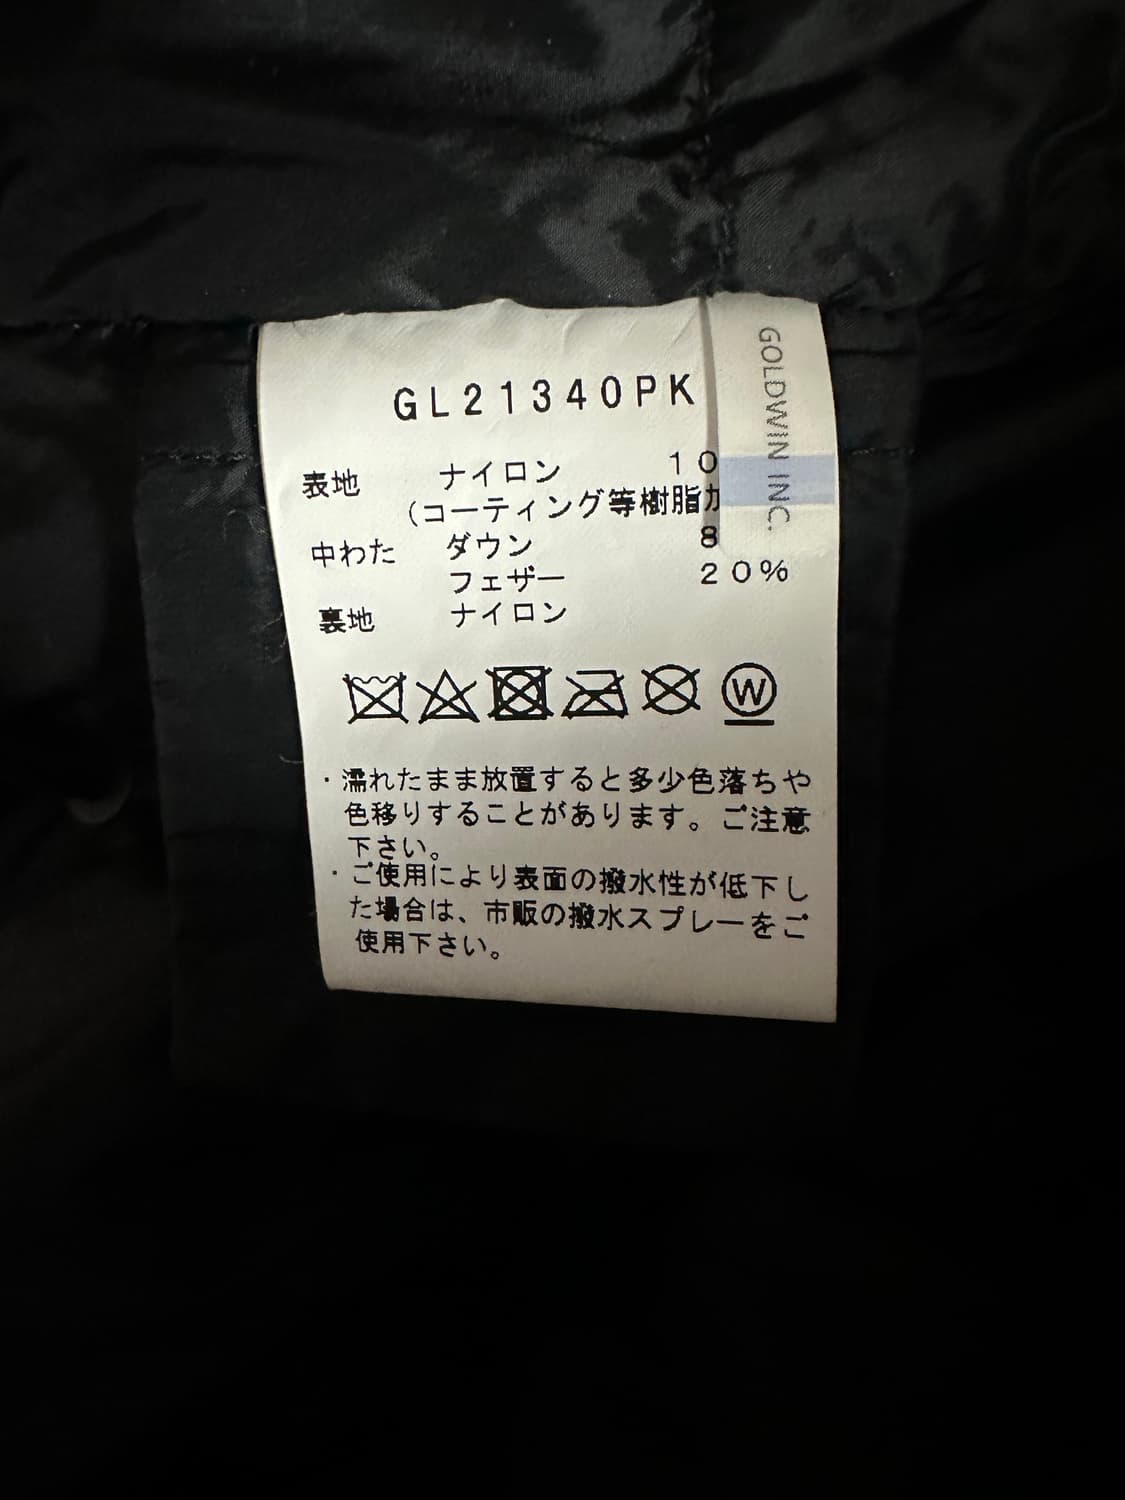 GL21340PK
GOLDWIN INC.
表地 ナイロン 10
(コーティング等樹脂
中わた ダウン 8
フェザー 20%
裏地 ナイロン
W
・濡れたまま放置すると多少色落ちや
色移りすることがあります。ご注意
下さい。
・ご使用により表面の撥水性が低下し
た場合は、市販の撥水スプレーをご
使用下さい。